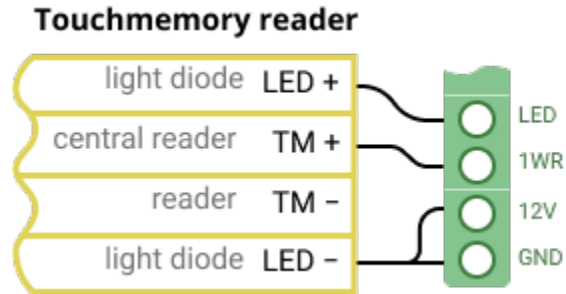 Touchmemory reader
light diode LED +
central reader TM +
reader TM −
light diode LED −
LED
1WR
12V
GND